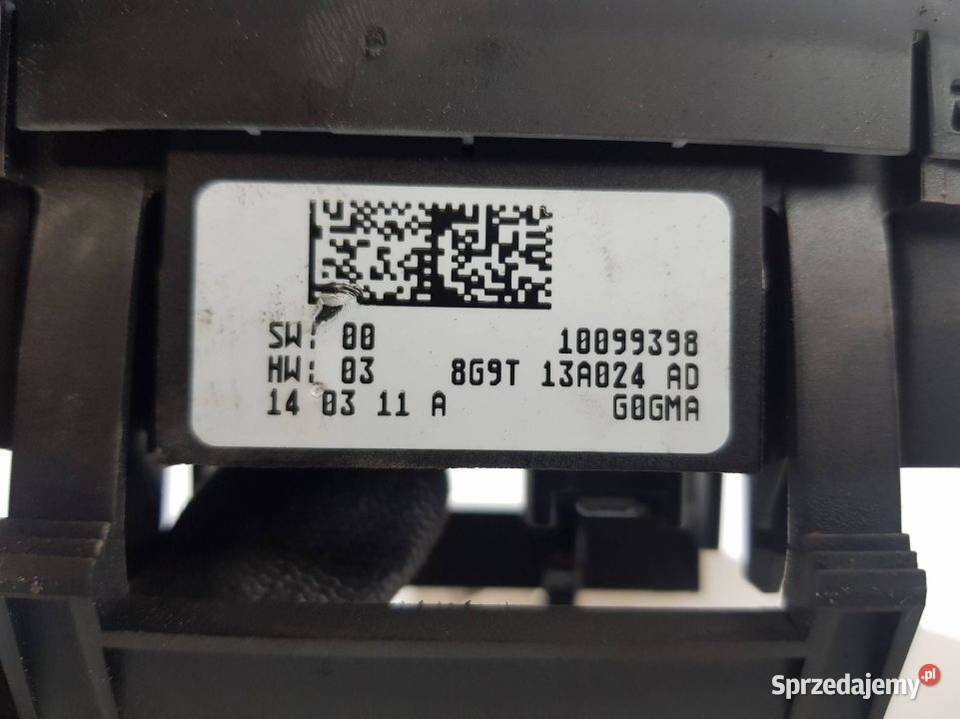 SW: 00 10099398
HW: 03 8G9T 13A024 AD
14 03 11 A G0GMA
Sprzedajemy.pl